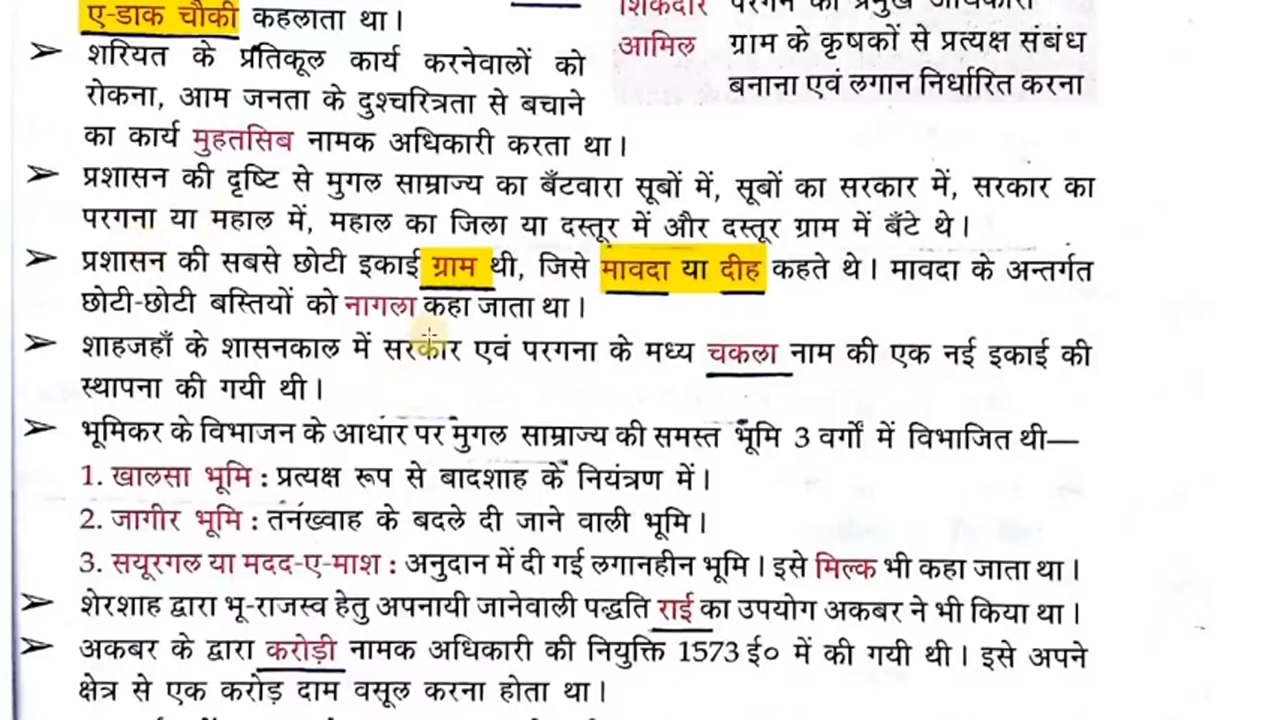 ए-डाक चौकी कहलाता था।
शिकदार परगने का प्रमुख अधिकारी
आमिल ग्राम के कृषकों से प्रत्यक्ष संबंध
बनाना एवं लगान निर्धारित करना
➢ शरियत के प्रतिकूल कार्य करनेवालों को
रोकना, आम जनता के दुश्चरित्रता से बचाने
का कार्य मुहतसिब नामक अधिकारी करता था।
➢ प्रशासन की दृष्टि से मुगल साम्राज्य का बँटवारा सूबों में, सूबों का सरकार में, सरकार का
परगना या महाल में, महाल का जिला या दस्तूर में और दस्तूर ग्राम में बँटे थे।
➢ प्रशासन की सबसे छोटी इकाई ग्राम थी, जिसे मावदा या दीह कहते थे। मावदा के अन्तर्गत
छोटी-छोटी बस्तियों को नागला कहा जाता था।
➢ शाहजहाँ के शासनकाल में सरकार एवं परगना के मध्य चकला नाम की एक नई इकाई की
स्थापना की गयी थी।
➢ भूमिकर के विभाजन के आधार पर मुगल साम्राज्य की समस्त भूमि 3 वर्गों में विभाजित थी—
1. खालसा भूमि : प्रत्यक्ष रूप से बादशाह के नियंत्रण में।
2. जागीर भूमि : तनख्वाह के बदले दी जाने वाली भूमि।
3. सयूरगल या मदद-ए-माश : अनुदान में दी गई लगानहीन भूमि। इसे मिल्क भी कहा जाता था।
➢ शेरशाह द्वारा भू-राजस्व हेतु अपनायी जानेवाली पद्धति राई का उपयोग अकबर ने भी किया था।
➢ अकबर के द्वारा करोड़ी नामक अधिकारी की नियुक्ति 1573 ई० में की गयी थी। इसे अपने
क्षेत्र से एक करोड़ दाम वसूल करना होता था।